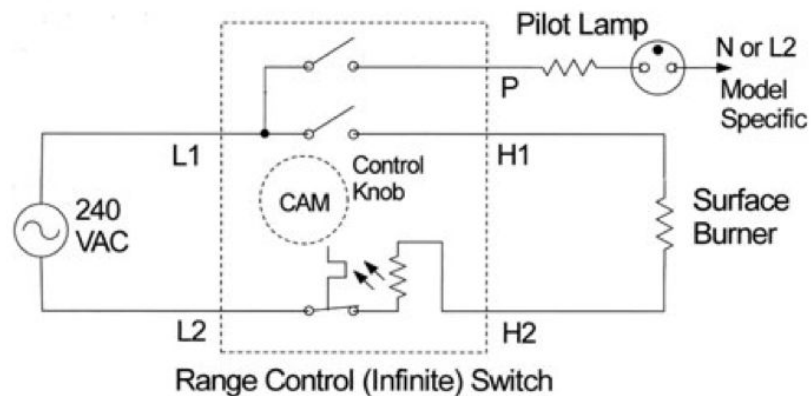 Pilot Lamp
N or L2
Model
Specific
P
L1
H1
Control
Knob
CAM
240
VAC
Surface
Burner
L2
H2
Range Control (Infinite) Switch